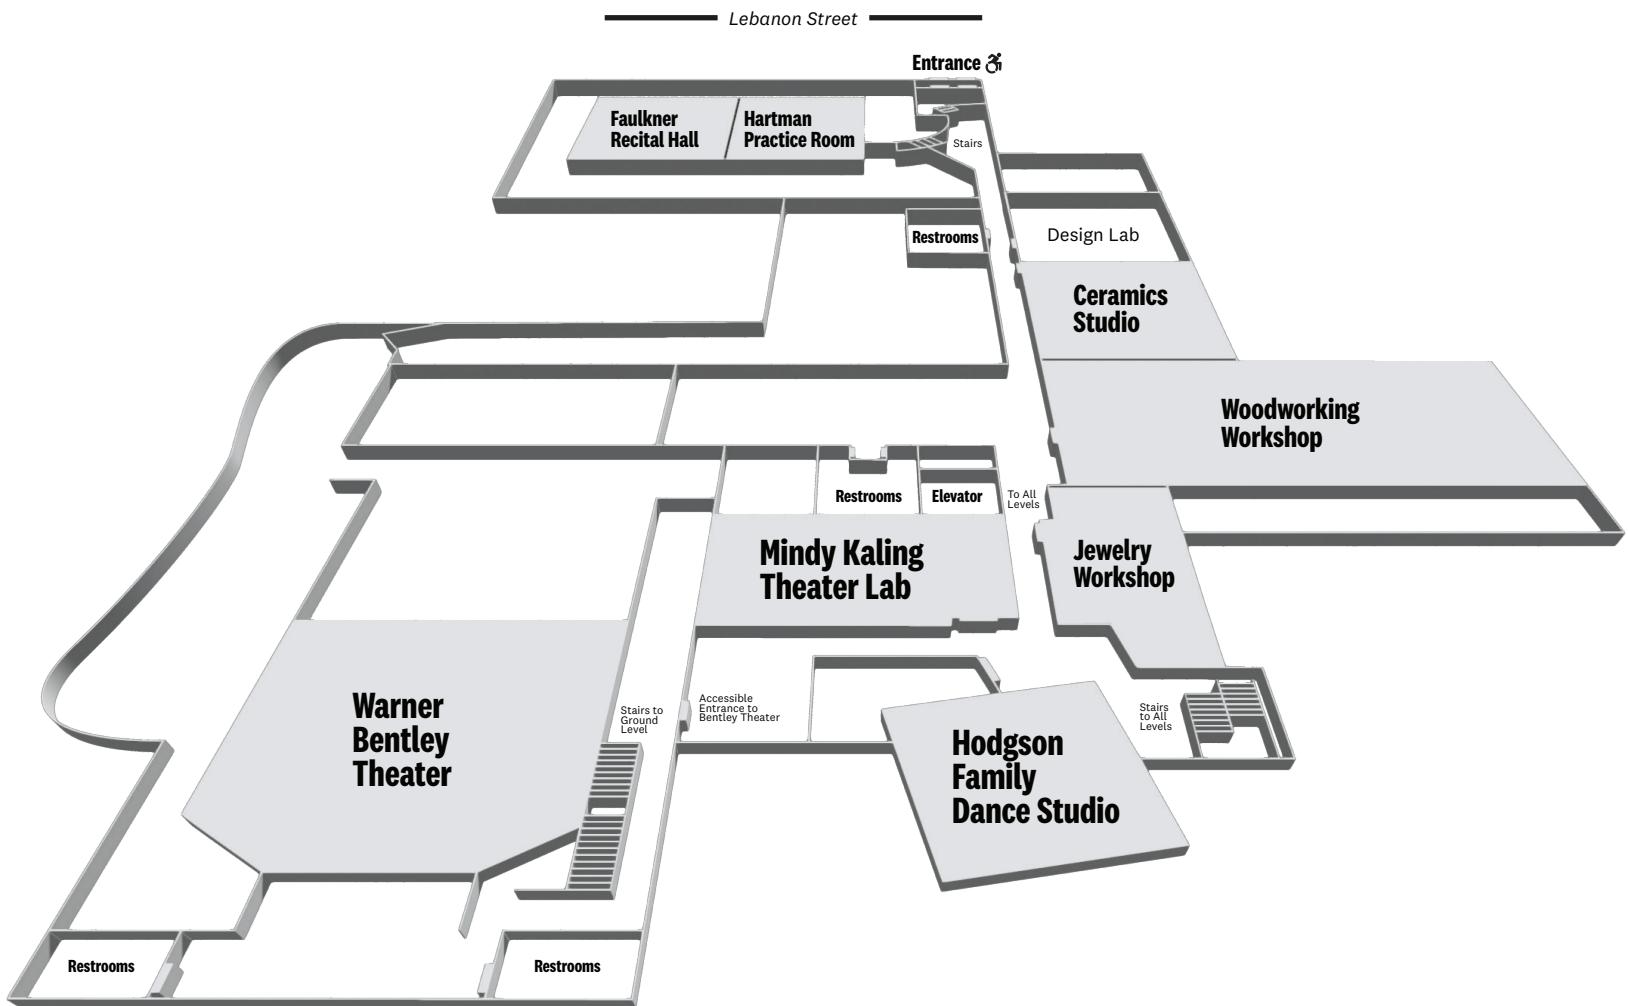 Lebanon Street
Entrance
Faulkner
Recital Hall
Hartman
Practice Room
Stairs
Restrooms
Design Lab
Ceramics
Studio
Woodworking
Workshop
Restrooms
Elevator
To All
Levels
Mindy Kaling
Theater Lab
Jewelry
Workshop
Warner
Bentley
Theater
Stairs to
Ground
Level
Accessible
Entrance to
Bentley Theater
Stairs
to All
Levels
Hodgson
Family
Dance Studio
Restrooms
Restrooms